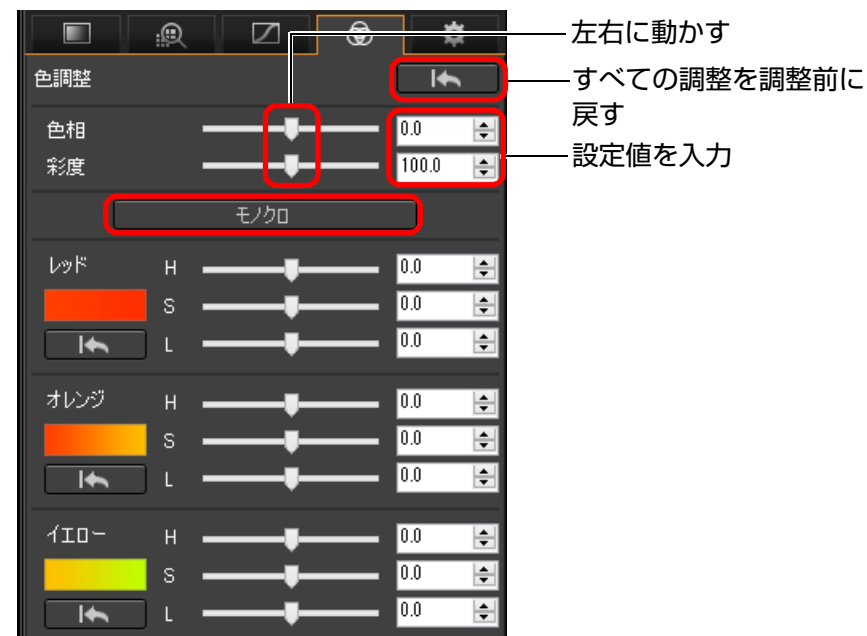 左右に動かす
色調整
すべての調整を調整前に
戻す
色相 0.0
彩度 100.0
設定値を入力
モノクロ
レッド H 0.0
S 0.0
L 0.0
オレンジ H 0.0
S 0.0
L 0.0
イエロー H 0.0
S 0.0
L 0.0